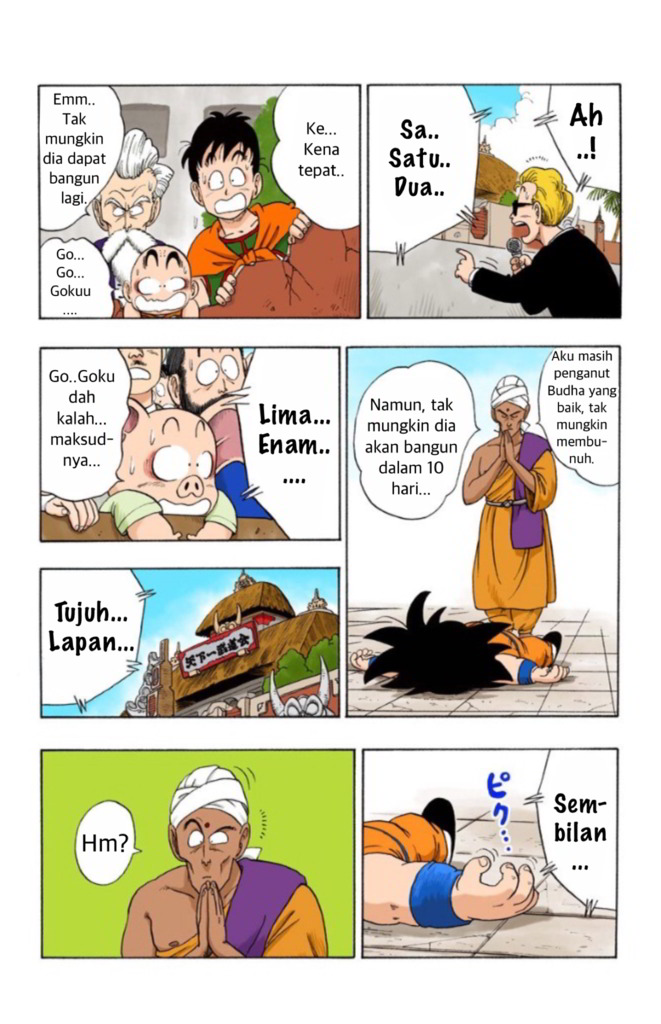 Ah
..!
Sa..
Satu..
Dua..
Ke...
Kena
tepat..
Emm..
Tak
mungkin
dia dapat
bangun
lagi.
Go...
Go...
Gokuu
....
Aku masih
penganut
Budha yang
baik, tak
mungkin
membu-
nuh.
Namun, tak
mungkin dia
akan bangun
dalam 10
hari...
Lima...
Enam..
....
Go..Goku
dah
kalah...
maksud-
nya...
Tujuh...
Lapan...
天下一武道会
Sem-
bilan
...
ピク…
Hm?